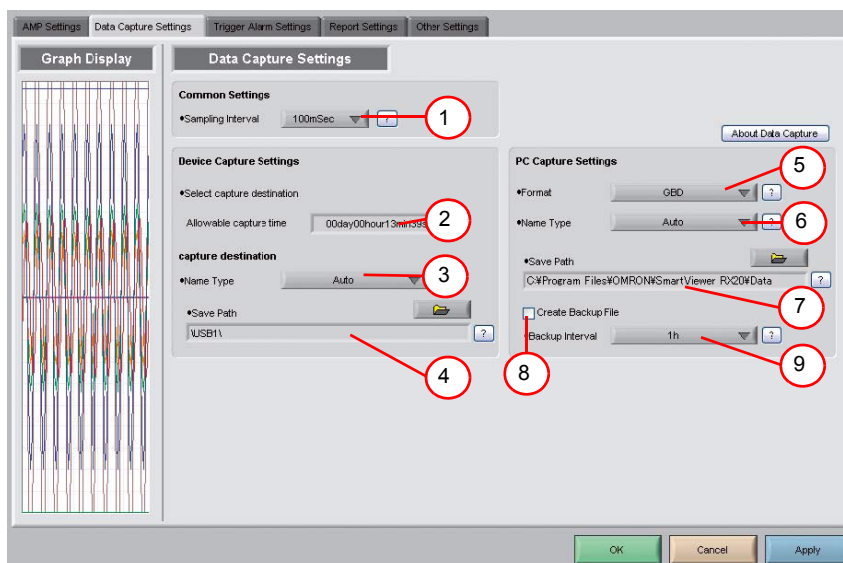 AMP Settings Data Capture Settings Trigger Alarm Settings Report Settings Other Settings
Graph Display
Data Capture Settings
Common Settings
•Sampling Interval 100mSec ? 1
About Data Capture
Device Capture Settings
•Select capture destination
Allowable capture time 00day00hour13min39s 2
capture destination
•Name Type Auto 3
•Save Path
\USB1\ ?
4
PC Capture Settings
5
•Format GBD ?
•Name Type Auto ? 6
•Save Path
C:¥Program Files¥OMRON¥SmartViewer RX20¥Data ?
7
Create Backup File
•Backup Interval 1h ?
8
9
OK Cancel Apply